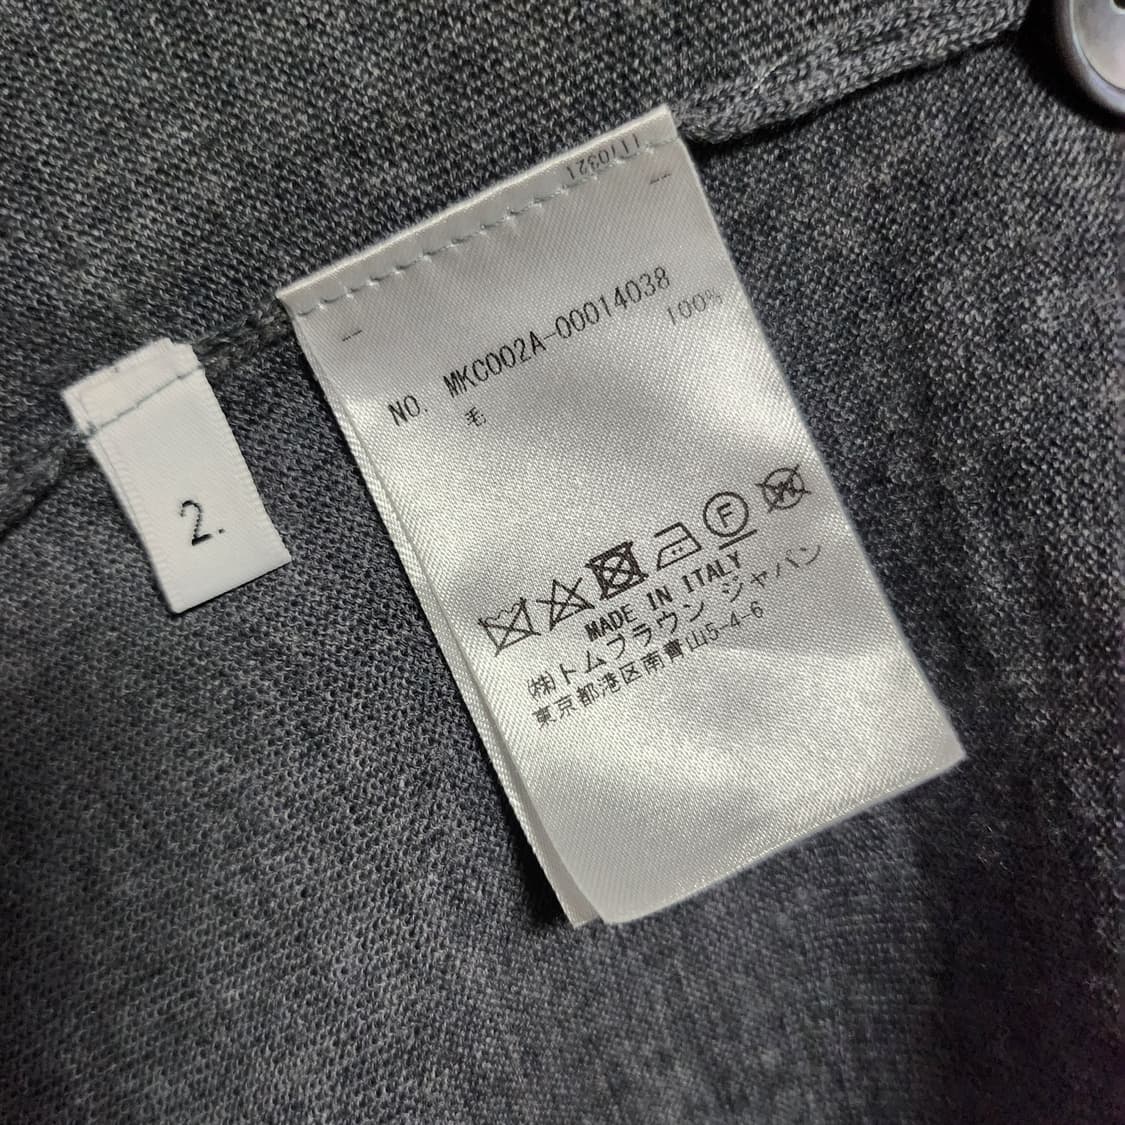 1170321
NO. MKC002A-00014038
毛 100%
F W
MADE IN ITALY
㈱トムブラウン ジャパン
東京都港区南青山5-4-6
2.